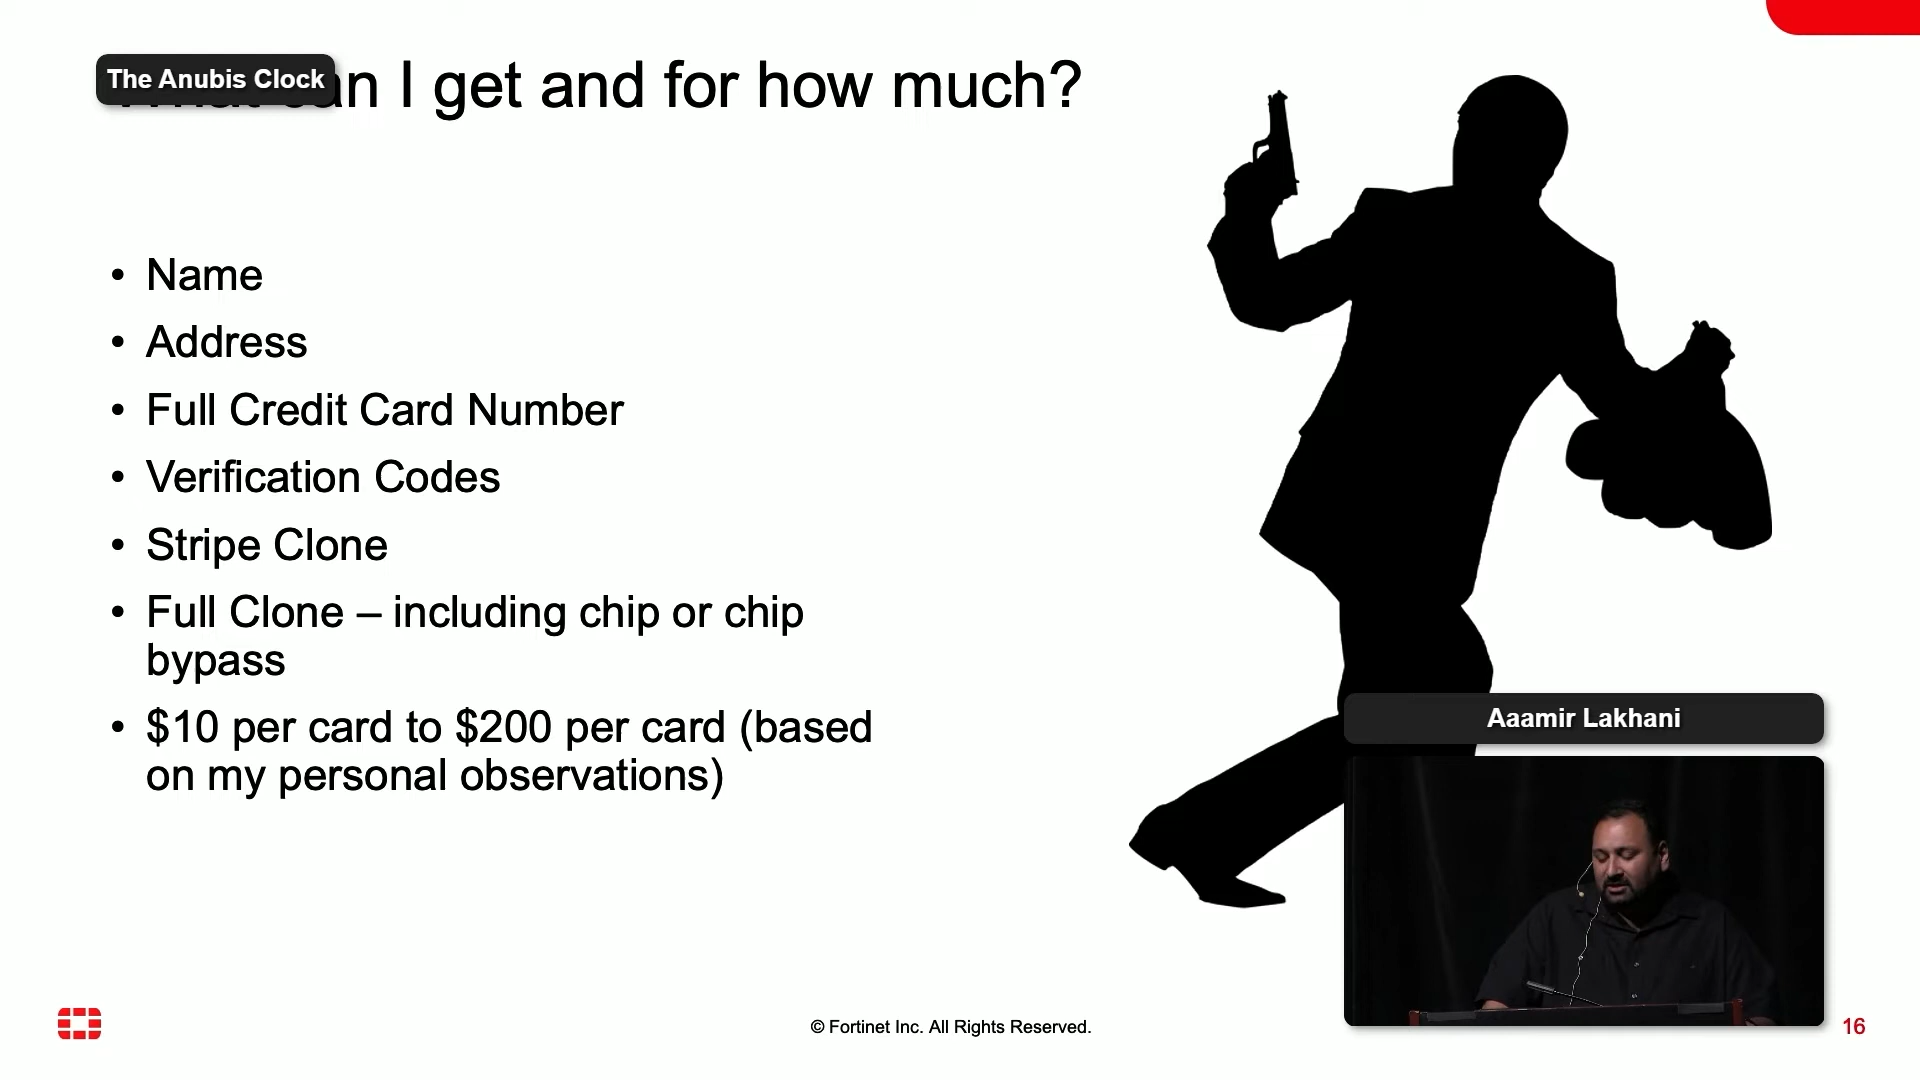 The Anubis Clock
an I get and for how much?
• Name
• Address
• Full Credit Card Number
• Verification Codes
• Stripe Clone
• Full Clone – including chip or chip
bypass
• $10 per card to $200 per card (based
on my personal observations)
Aaamir Lakhani
© Fortinet Inc. All Rights Reserved.
16